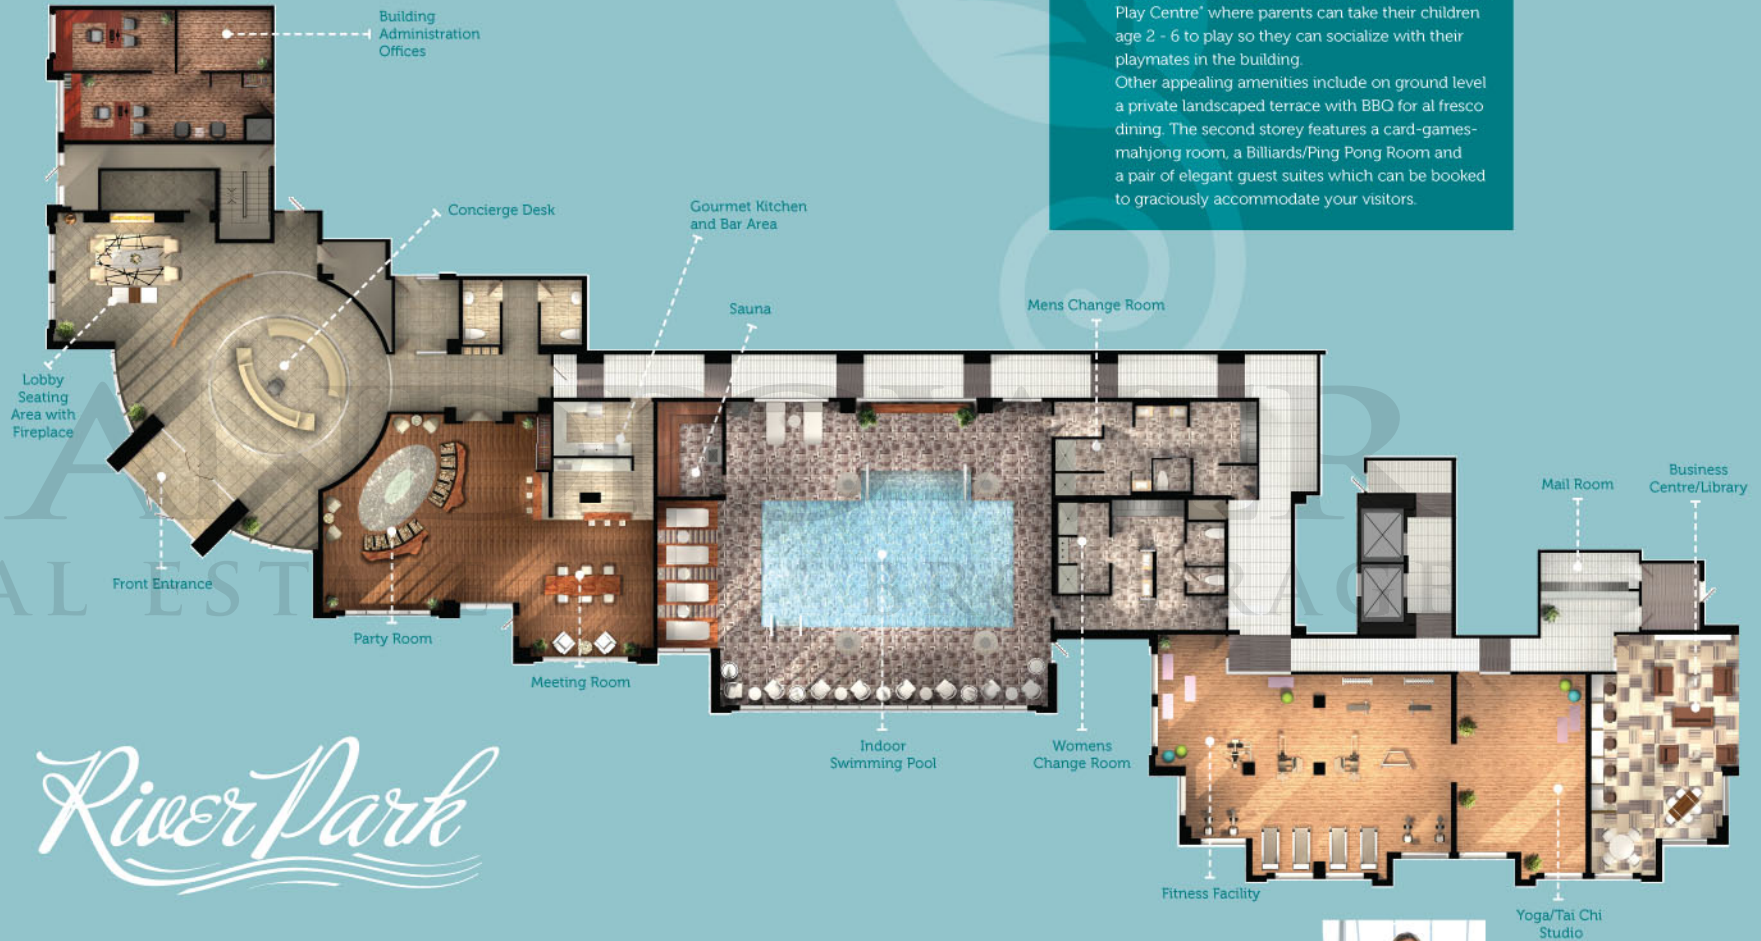 Building
Administration
Offices
Play Centre" where parents can take their children
age 2 - 6 to play so they can socialize with their
playmates in the building.
Other appealing amenities include on ground level
a private landscaped terrace with BBQ for al fresco
dining. The second storey features a card-games-
mahjong room, a Billiards/Ping Pong Room and
a pair of elegant guest suites which can be booked
to graciously accommodate your visitors.
Concierge Desk
Gourmet Kitchen
and Bar Area
Sauna
Mens Change Room
Lobby
Seating
Area with
Fireplace
Mail Room
Business
Centre/Library
Front Entrance
Party Room
Meeting Room
Indoor
Swimming Pool
Womens
Change Room
Fitness Facility
Yoga/Tai Chi
Studio
River Park